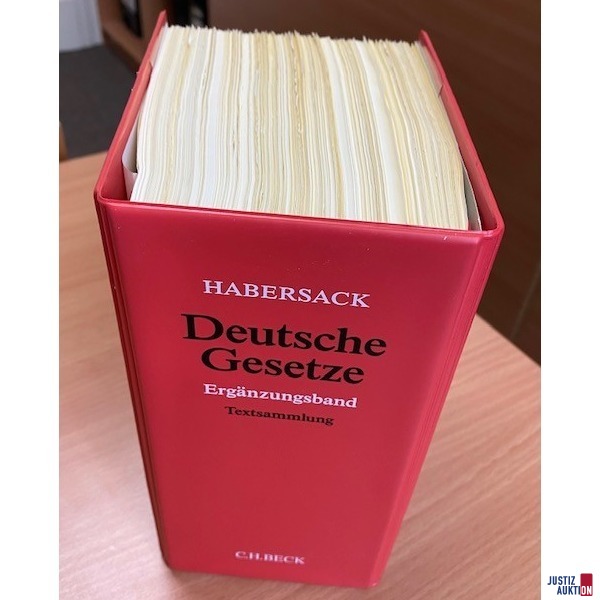 HABERSACK
Deutsche
Gesetze
Ergänzungsband
Textsammlung
C.H.BECK
JUSTIZ
AUKTION